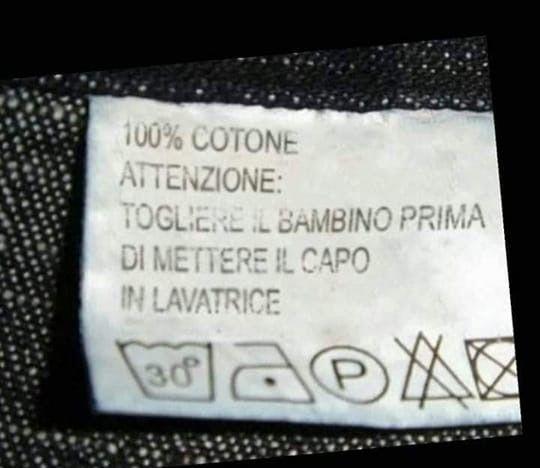 100% COTONE
ATTENZIONE:
TOGLIERE IL BAMBINO PRIMA
DI METTERE IL CAPO
IN LAVATRICE
30° P